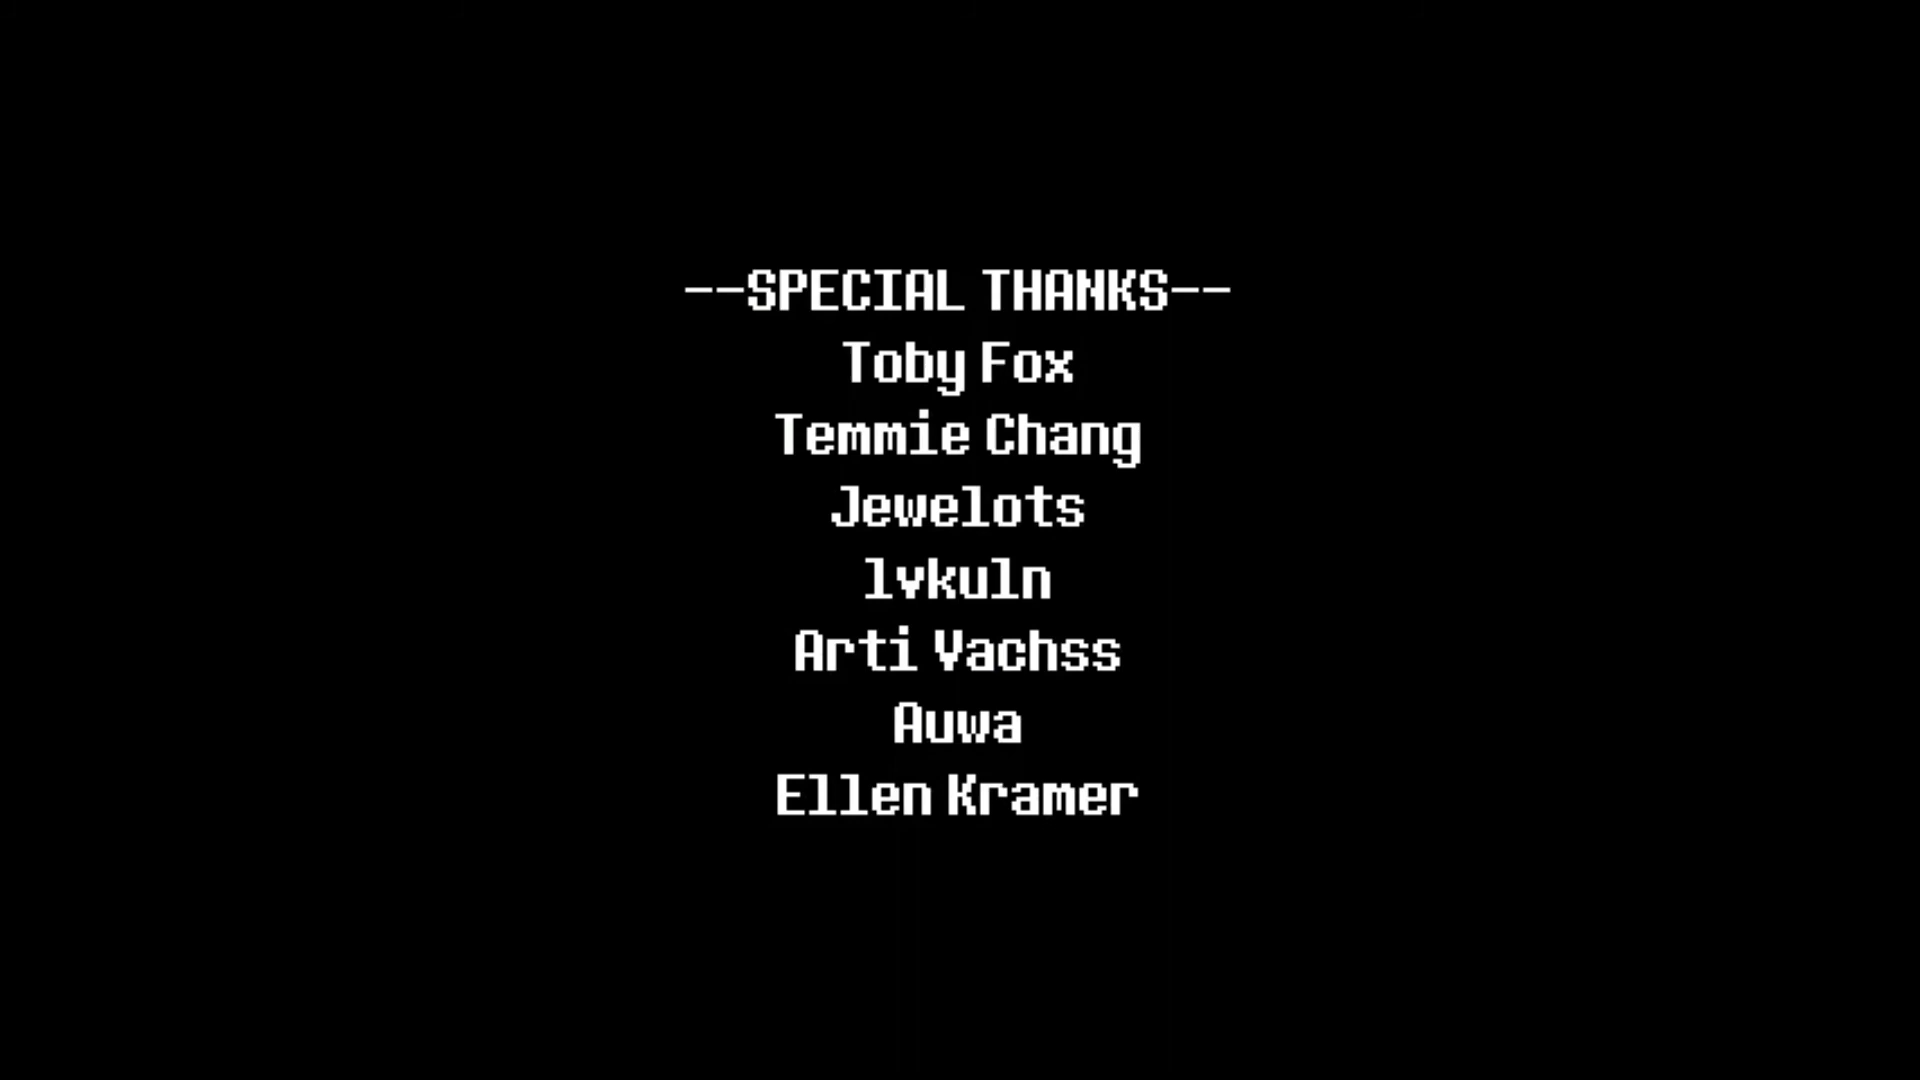 --SPECIAL THANKS--
Toby Fox
Temmie Chang
Jewelots
lvkuln
Arti Vachss
Auwa
Ellen Kramer